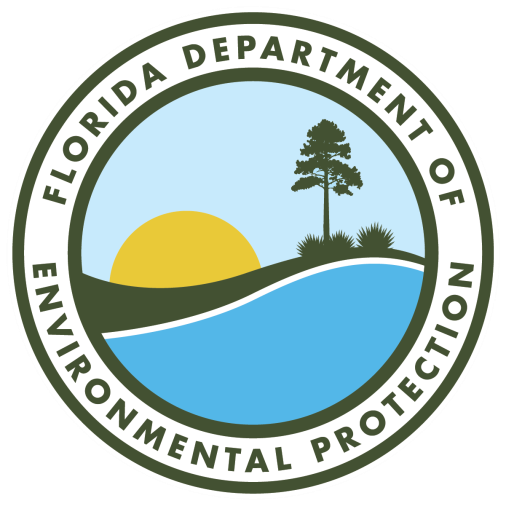 FLORIDA DEPARTMENT OF
ENVIRONMENTAL PROTECTION